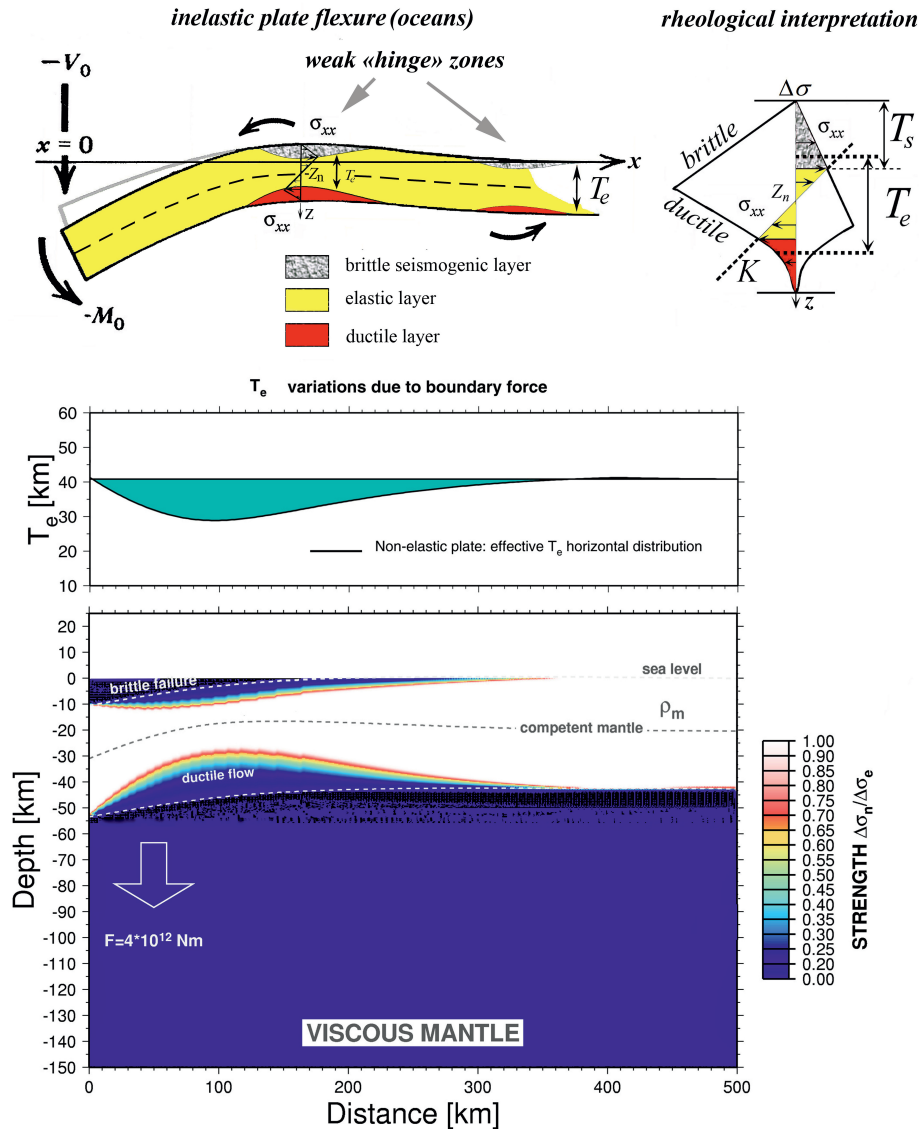 inelastic plate flexure (oceans)
rheological interpretation
weak «hinge» zones
-V₀
x = 0
σxx
x
-Zn
Te
Te
σxx
z
-M₀
brittle seismogenic layer
elastic layer
ductile layer
Δσ
brittle
σxx
Ts
Zn
σxx
ductile
Te
K
z
Te variations due to boundary force
60
50
40
30
20
10
Te [km]
Non-elastic plate: effective Te horizontal distribution
20
10
0
-10
-20
-30
-40
-50
-60
-70
-80
-90
-100
-110
-120
-130
-140
-150
Depth [km]
brittle failure
sea level
ρm
competent mantle
ductile flow
F=4*10¹² Nm
VISCOUS MANTLE
0
100
200
300
400
500
Distance [km]
1.00
0.90
0.85
0.80
0.75
0.70
0.65
0.60
0.55
0.50
0.45
0.40
0.35
0.30
0.25
0.20
0.00
STRENGTH Δσn/Δσe